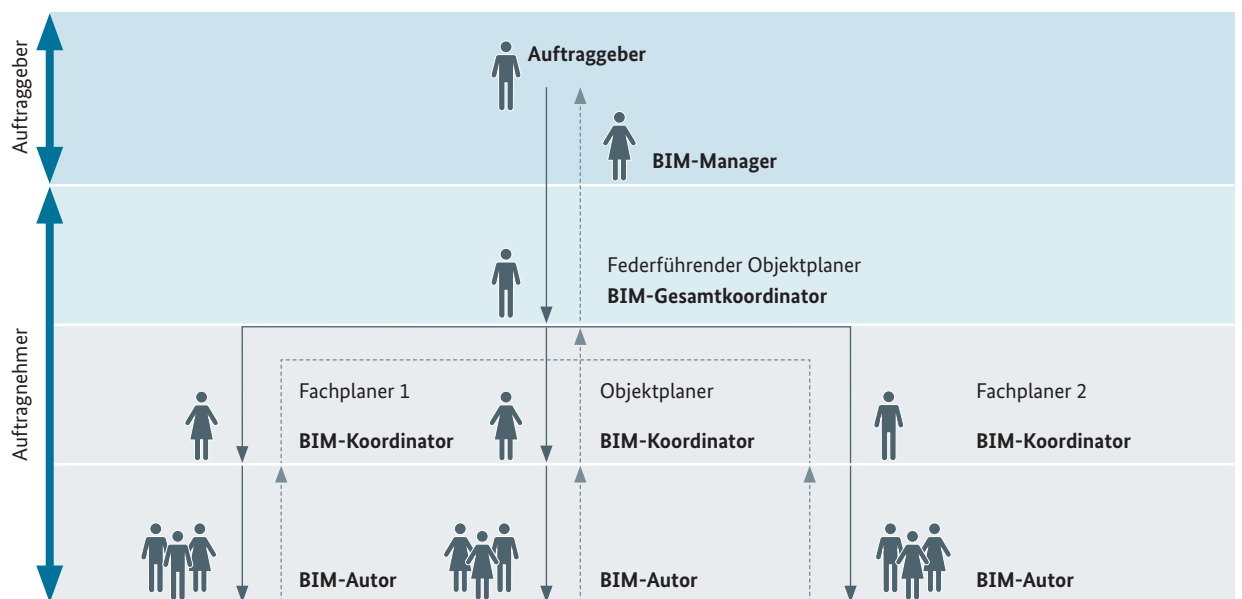 Auftraggeber
Auftraggeber
BIM-Manager
Auftragnehmer
Federführender Objektplaner
BIM-Gesamtkoordinator
Fachplaner 1
Objektplaner
Fachplaner 2
BIM-Koordinator
BIM-Koordinator
BIM-Koordinator
BIM-Autor
BIM-Autor
BIM-Autor